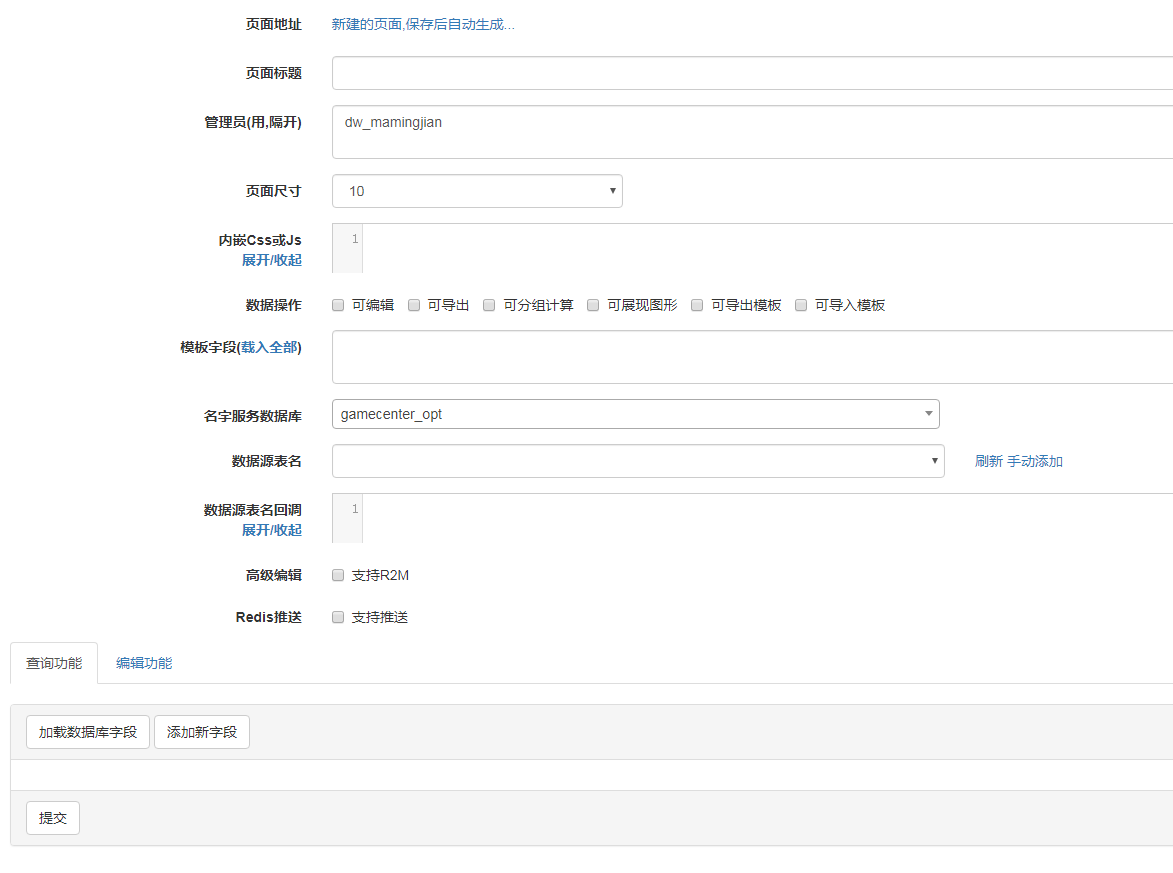 页面地址 新建的页面,保存后自动生成...
页面标题
管理员(用,隔开) dw_mamingjian
页面尺寸 10
内嵌Css或Js 1
展开/收起
数据操作 可编辑 可导出 可分组计算 可展现图形 可导出模板 可导入模板
模板字段(载入全部)
名字服务数据库 gamecenter_opt
数据源表名 刷新 手动添加
数据源表名回调 1
展开/收起
高级编辑 支持R2M
Redis推送 支持推送
查询功能 编辑功能
加载数据库字段 添加新字段
提交